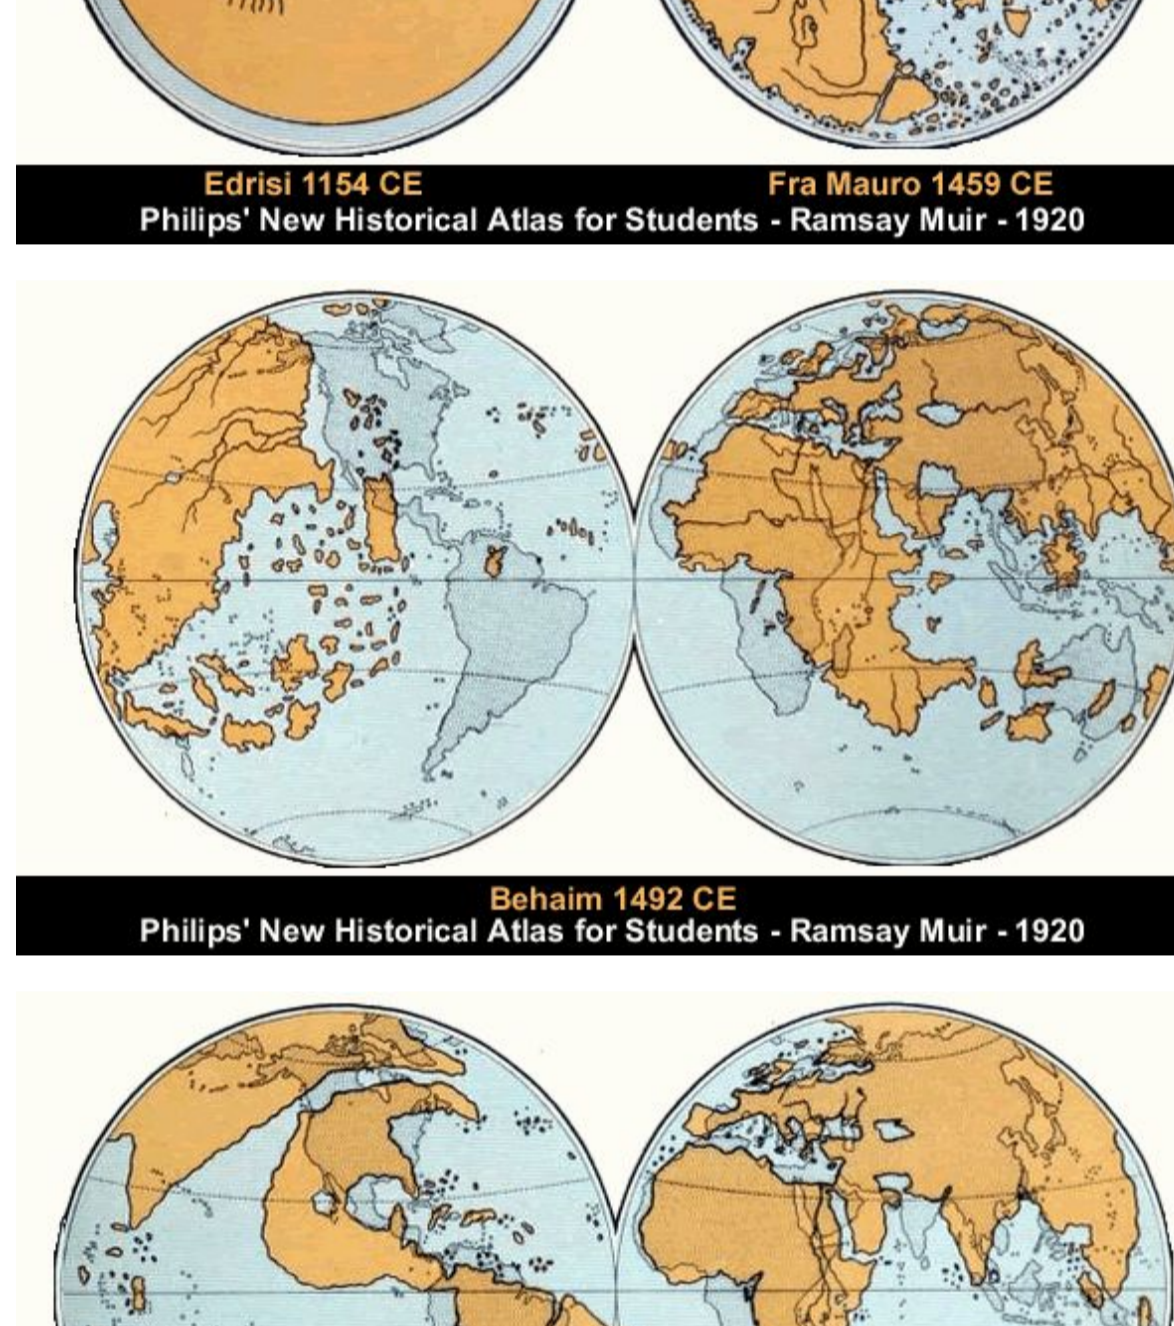 Edrisi 1154 CE
Fra Mauro 1459 CE
Philips' New Historical Atlas for Students - Ramsay Muir - 1920
Behaim 1492 CE
Philips' New Historical Atlas for Students - Ramsay Muir - 1920